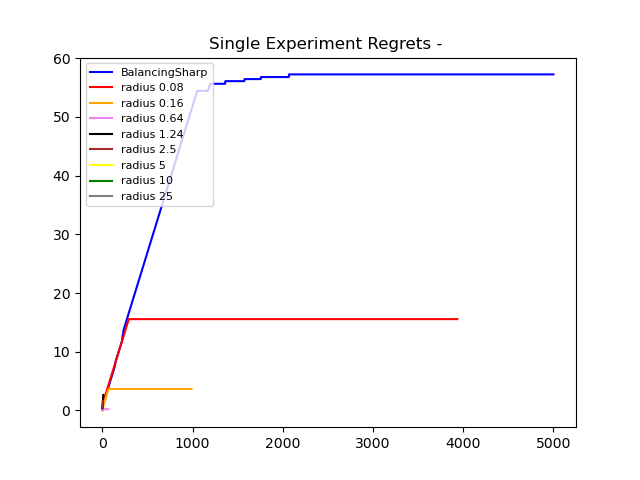 Single Experiment Regrets -
60
50
40
30
20
10
0
BalancingSharp
radius 0.08
radius 0.16
radius 0.64
radius 1.24
radius 2.5
radius 5
radius 10
radius 25
0 1000 2000 3000 4000 5000